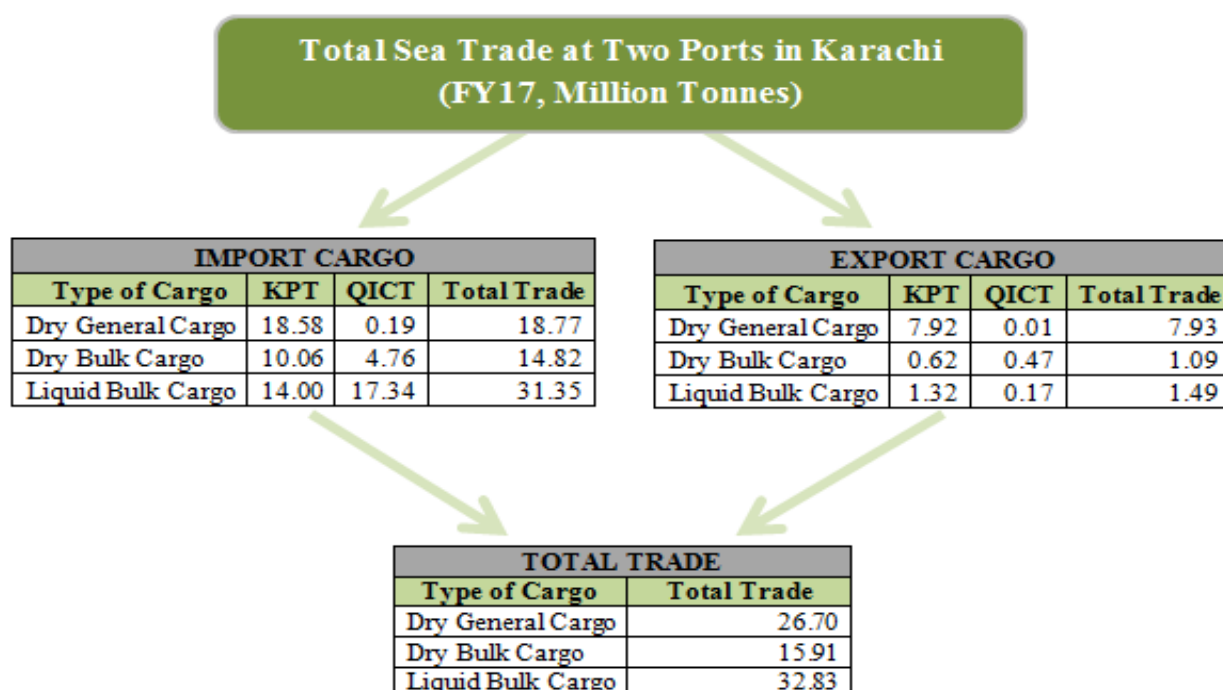 Total Sea Trade at Two Ports in Karachi
(FY17, Million Tonnes)
IMPORT CARGO
Type of Cargo KPT QICT Total Trade
Dry General Cargo 18.58 0.19 18.77
Dry Bulk Cargo 10.06 4.76 14.82
Liquid Bulk Cargo 14.00 17.34 31.35
EXPORT CARGO
Type of Cargo KPT QICT Total Trade
Dry General Cargo 7.92 0.01 7.93
Dry Bulk Cargo 0.62 0.47 1.09
Liquid Bulk Cargo 1.32 0.17 1.49
TOTAL TRADE
Type of Cargo Total Trade
Dry General Cargo 26.70
Dry Bulk Cargo 15.91
Liquid Bulk Cargo 32.83